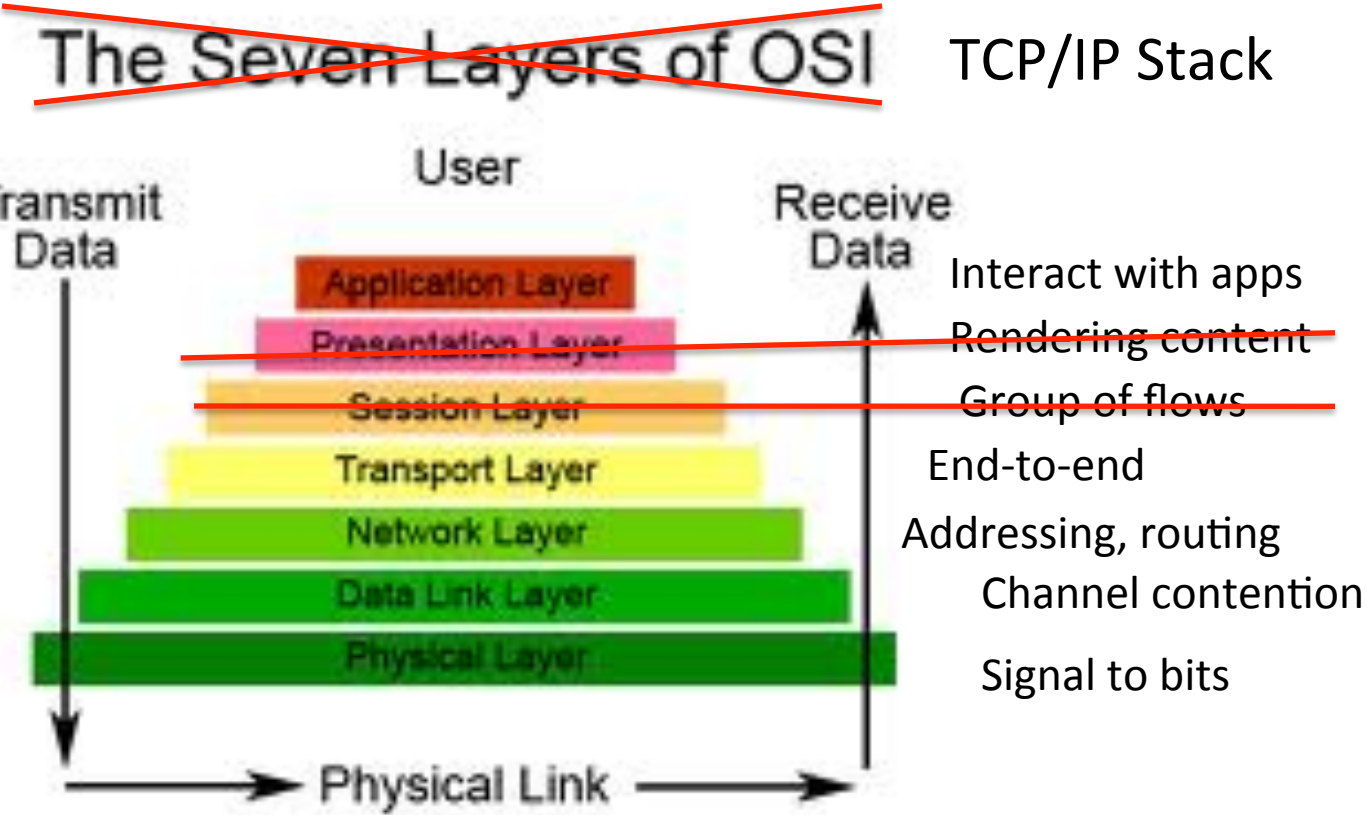 The Seven Layers of OSI
TCP/IP Stack
User
ransmit
Data
Receive
Data
Application Layer
Interact with apps
Presentation Layer
Rendering content
Session Layer
Group of flows
Transport Layer
End-to-end
Network Layer
Addressing, routing
Data Link Layer
Channel contention
Physical Layer
Signal to bits
Physical Link